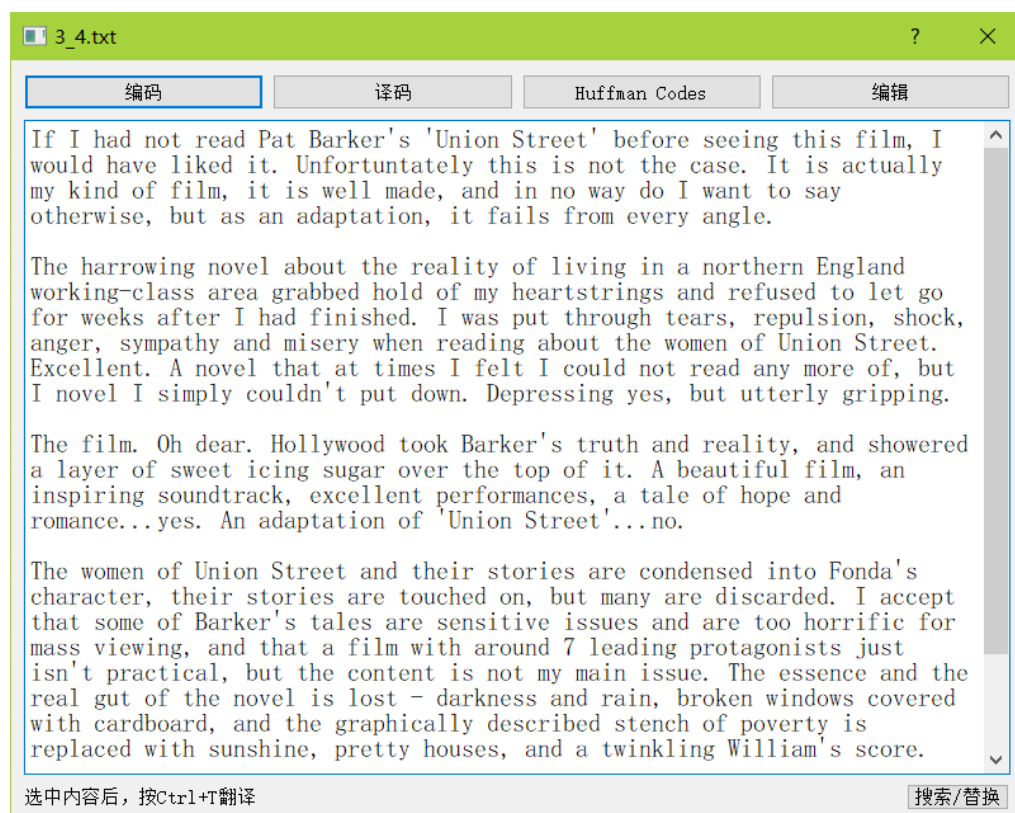 3_4.txt
?
编码
译码
Huffman Codes
编辑
If I had not read Pat Barker's 'Union Street' before seeing this film, I
would have liked it. Unfortuntately this is not the case. It is actually
my kind of film, it is well made, and in no way do I want to say
otherwise, but as an adaptation, it fails from every angle.
The harrowing novel about the reality of living in a northern England
working-class area grabbed hold of my heartstrings and refused to let go
for weeks after I had finished. I was put through tears, repulsion, shock,
anger, sympathy and misery when reading about the women of Union Street.
Excellent. A novel that at times I felt I could not read any more of, but
I novel I simply couldn't put down. Depressing yes, but utterly gripping.
The film. Oh dear. Hollywood took Barker's truth and reality, and showered
a layer of sweet icing sugar over the top of it. A beautiful film, an
inspiring soundtrack, excellent performances, a tale of hope and
romance...yes. An adaptation of 'Union Street'...no.
The women of Union Street and their stories are condensed into Fonda's
character, their stories are touched on, but many are discarded. I accept
that some of Barker's tales are sensitive issues and are too horrific for
mass viewing, and that a film with around 7 leading protagonists just
isn't practical, but the content is not my main issue. The essence and the
real gut of the novel is lost - darkness and rain, broken windows covered
with cardboard, and the graphically described stench of poverty is
replaced with sunshine, pretty houses, and a twinkling William's score.
选中内容后，按Ctrl+T翻译
搜索/替换